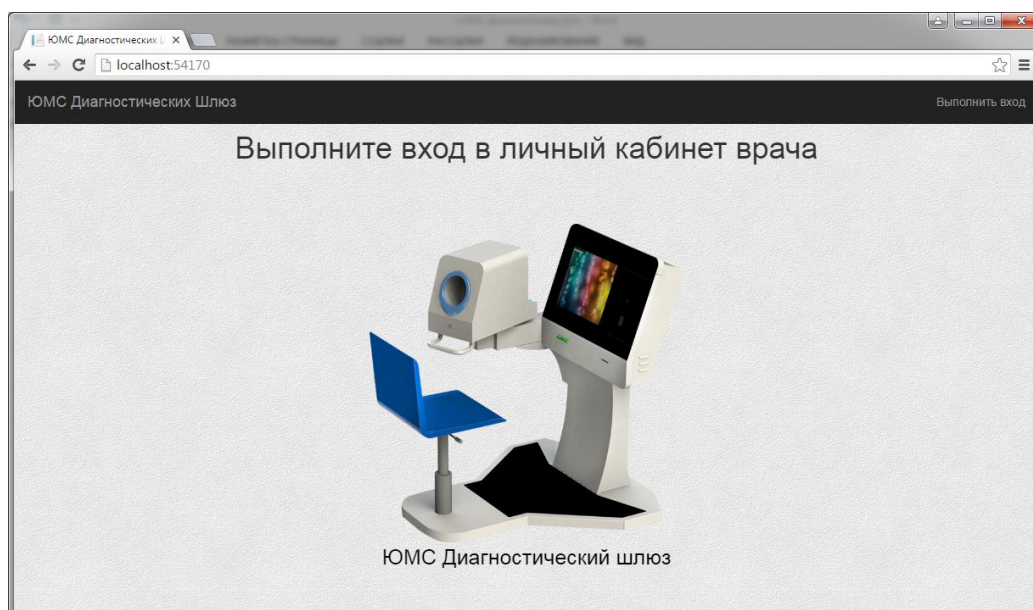 ЮМС Диагностических
localhost:54170
ЮМС Диагностических Шлюз
Выполнить вход
Выполните вход в личный кабинет врача
ЮМС Диагностический шлюз